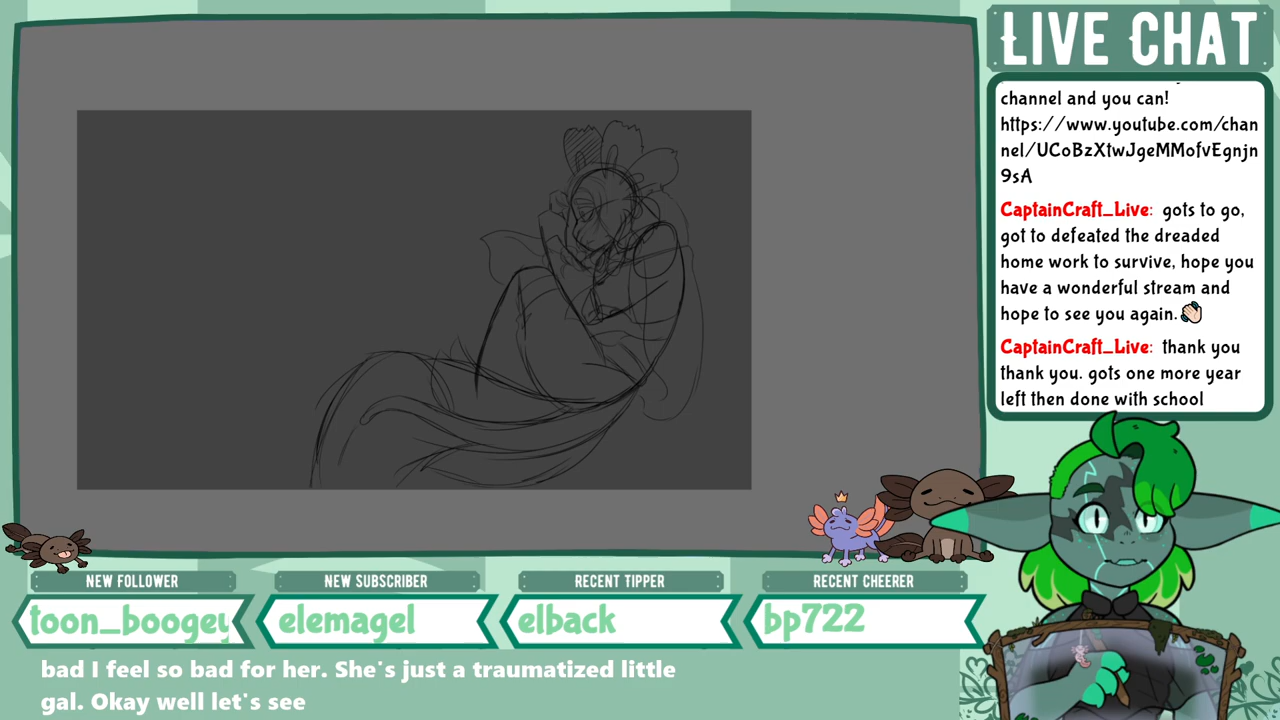 LIVE CHAT
channel and you can!
https://www.youtube.com/chan
nel/UCoBzXtwJgeMMofvEgnjn
9sA
CaptainCraft_Live: gots to go,
got to defeated the dreaded
home work to survive, hope you
have a wonderful stream and
hope to see you again.👏🏻
CaptainCraft_Live: thank you
thank you. gots one more year
left then done with school
NEW FOLLOWER
NEW SUBSCRIBER
RECENT TIPPER
RECENT CHEERER
toon_boogey
elemagel
elback
bp722
bad I feel so bad for her. She's just a traumatized little
gal. Okay well let's see